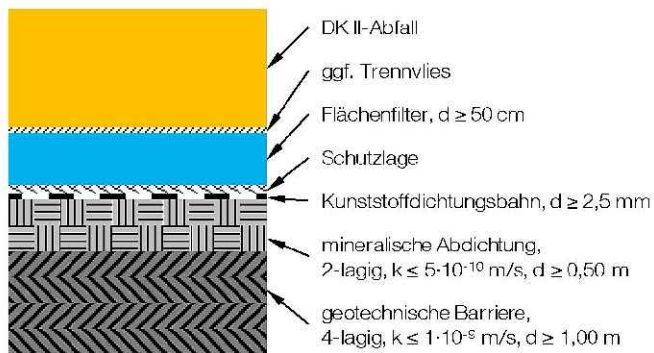 DK II-Abfall
ggf. Trennvlies
Flächenfilter, d ≥ 50 cm
Schutzlage
Kunststoffdichtungsbahn, d ≥ 2,5 mm
mineralische Abdichtung,
2-lagig, k ≤ 5·10⁻¹⁰ m/s, d ≥ 0,50 m
geotechnische Barriere,
4-lagig, k ≤ 1·10⁻⁹ m/s, d ≥ 1,00 m